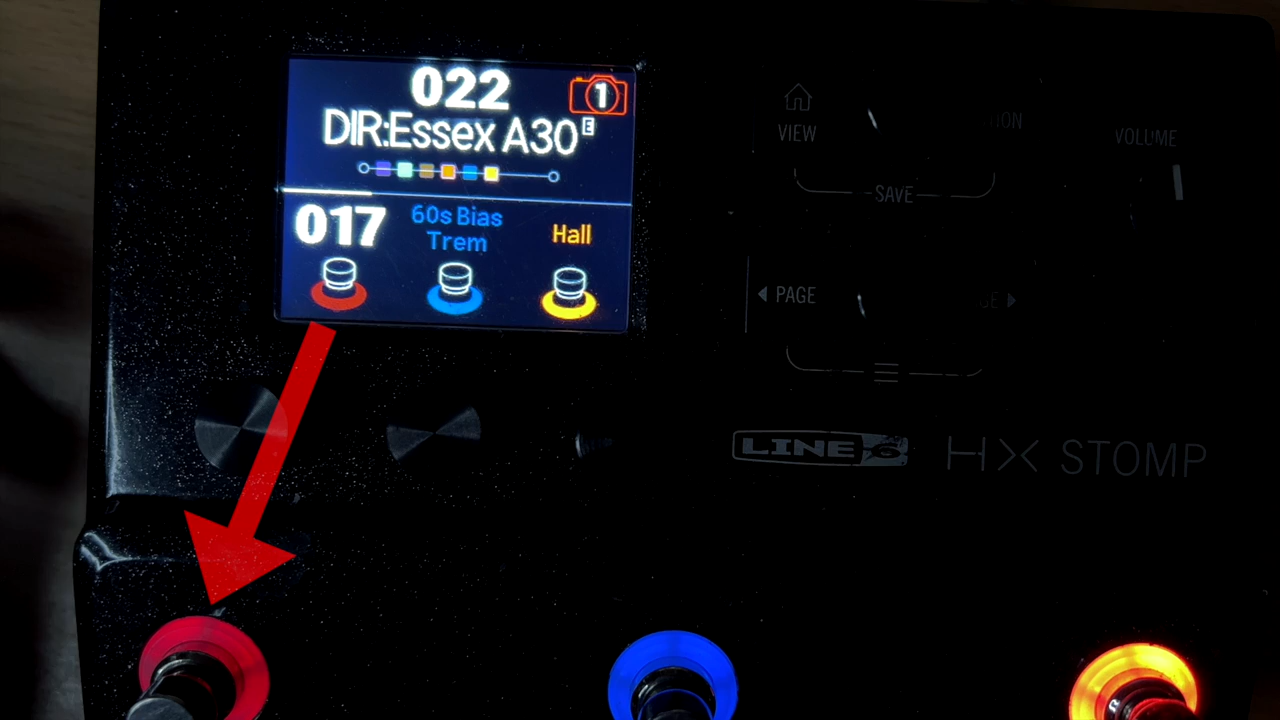 022
1
DIR:Essex A30 E
017
60s Bias
Trem
Hall
VIEW
VOLUME
SAVE
PAGE
LINE 6
HX STOMP